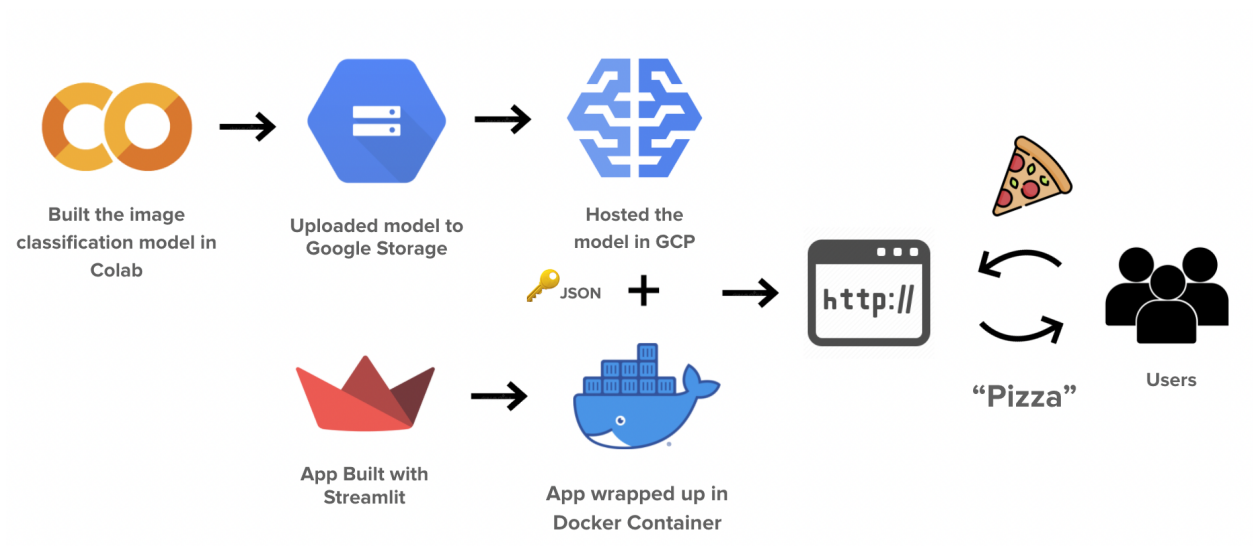 Built the image
classification model in
Colab
Uploaded model to
Google Storage
Hosted the
model in GCP
JSON
http://
App Built with
Streamlit
App wrapped up in
Docker Container
“Pizza”
Users